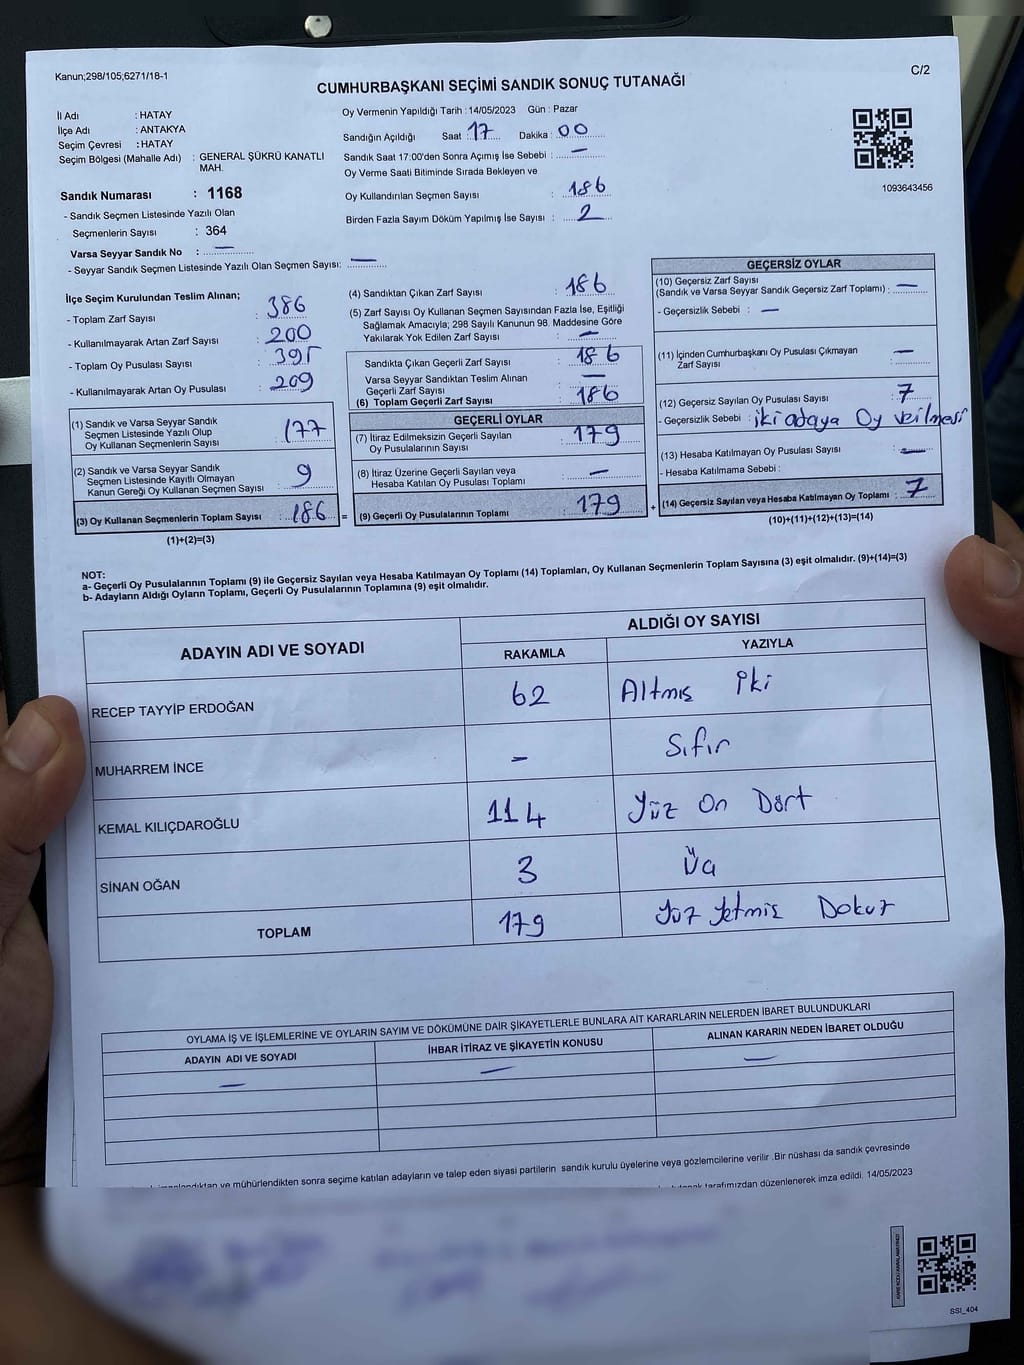 Kanun;298/105;6271/18-1
C/2
CUMHURBAŞKANI SEÇİMİ SANDIK SONUÇ TUTANAĞI
İl Adı : HATAY
İlçe Adı : ANTAKYA
Seçim Çevresi : HATAY
Seçim Bölgesi (Mahalle Adı) : GENERAL ŞÜKRÜ KANATLI
MAH.
Sandık Numarası : 1168
- Sandık Seçmen Listesinde Yazılı Olan
Seçmenlerin Sayısı : 364
Varsa Seyyar Sandık No : —
- Seyyar Sandık Seçmen Listesinde Yazılı Olan Seçmen Sayısı: —
Oy Vermenin Yapıldığı Tarih : 14/05/2023 Gün : Pazar
Sandığın Açıldığı Saat : 17 Dakika : 00
Sandık Saat 17:00'den Sonra Açımış İse Sebebi : —
Oy Verme Saati Bitiminde Sırada Bekleyen ve
Oy Kullandırılan Seçmen Sayısı : 186
Birden Fazla Sayım Döküm Yapılmış İse Sayısı : 2
1093643456
İlçe Seçim Kurulundan Teslim Alınan;
- Toplam Zarf Sayısı : 386
- Kullanılmayarak Artan Zarf Sayısı : 200
- Toplam Oy Pusulası Sayısı : 395
- Kullanılmayarak Artan Oy Pusulası : 209
(1) Sandık ve Varsa Seyyar Sandık
Seçmen Listesinde Yazılı Olup
Oy Kullanan Seçmenlerin Sayısı : 177
(2) Sandık ve Varsa Seyyar Sandık
Seçmen Listesinde Kayıtlı Olmayan
Kanun Gereği Oy Kullanan Seçmen Sayısı : 9
(3) Oy Kullanan Seçmenlerin Toplam Sayısı : 186 =
(1)+(2)=(3)
(4) Sandıktan Çıkan Zarf Sayısı : 186
(5) Zarf Sayısı Oy Kullanan Seçmen Sayısından Fazla İse, Eşitliği
Sağlamak Amacıyla; 298 Sayılı Kanunun 98. Maddesine Göre
Yakılarak Yok Edilen Zarf Sayısı : —
Sandıkta Çıkan Geçerli Zarf Sayısı : 186
Varsa Seyyar Sandıktan Teslim Alınan
Geçerli Zarf Sayısı : —
(6) Toplam Geçerli Zarf Sayısı : 186
GEÇERLİ OYLAR
(7) İtiraz Edilmeksizin Geçerli Sayılan
Oy Pusulalarının Sayısı : 179
(8) İtiraz Üzerine Geçerli Sayılan veya
Hesaba Katılan Oy Pusulası Toplamı : —
(9) Geçerli Oy Pusulalarının Toplamı : 179 +
GEÇERSİZ OYLAR
(10) Geçersiz Zarf Sayısı
(Sandık ve Varsa Seyyar Sandık Geçersiz Zarf Toplamı) : —
- Geçersizlik Sebebi : —
(11) İçinden Cumhurbaşkanı Oy Pusulası Çıkmayan
Zarf Sayısı : —
(12) Geçersiz Sayılan Oy Pusulası Sayısı : 7
- Geçersizlik Sebebi : iki adaya Oy verilmesi
(13) Hesaba Katılmayan Oy Pusulası Sayısı : —
- Hesaba Katılmama Sebebi :
(14) Geçersiz Sayılan veya Hesaba Katılmayan Oy Toplamı : 7
(10)+(11)+(12)+(13)=(14)
NOT:
a- Geçerli Oy Pusulalarının Toplamı (9) ile Geçersiz Sayılan veya Hesaba Katılmayan Oy Toplamı (14) Toplamları, Oy Kullanan Seçmenlerin Toplam Sayısına (3) eşit olmalıdır. (9)+(14)=(3)
b- Adayların Aldığı Oyların Toplamı, Geçerli Oy Pusulalarının Toplamına (9) eşit olmalıdır.
ADAYIN ADI VE SOYADI
ALDIĞI OY SAYISI
RAKAMLA YAZIYLA
RECEP TAYYİP ERDOĞAN 62 Altmış iki
MUHARREM İNCE — Sıfır
KEMAL KILIÇDAROĞLU 114 Yüz On Dört
SİNAN OĞAN 3 Üç
TOPLAM 179 Yüz Yetmiş Dokuz
OYLAMA İŞ VE İŞLEMLERİNE VE OYLARIN SAYIM VE DÖKÜMÜNE DAİR ŞİKAYETLERLE BUNLARA AİT KARARLARIN NELERDEN İBARET BULUNDUKLARI
ADAYIN ADI VE SOYADI İHBAR İTİRAZ VE ŞİKAYETİN KONUSU ALINAN KARARIN NEDEN İBARET OLDUĞU
— — —
ve mühürlendikten sonra seçime katılan adayların ve talep eden siyasi partilerin sandık kurulu üyelerine veya gözlemcilerine verilir .Bir nüshası da sandık çevresinde
tarafımızdan düzenlenerek imza edildi. 14/05/2023
SSI_404